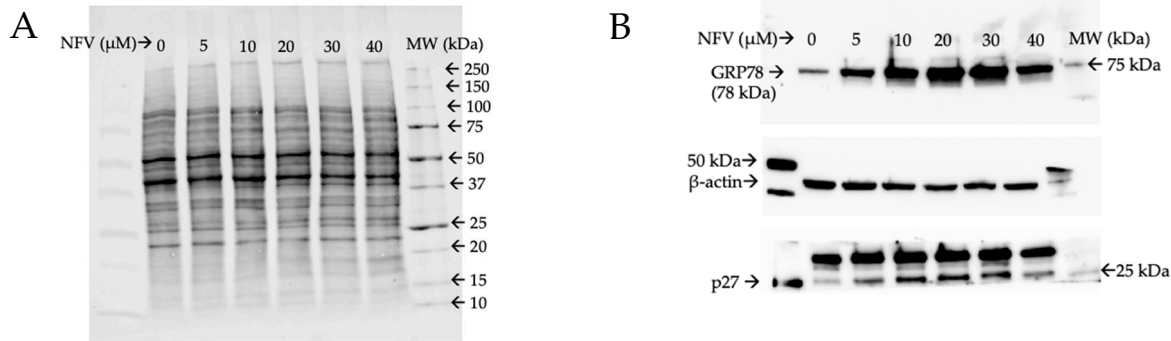 A
NFV (μM)→ 0 5 10 20 30 40 MW (kDa)
← 250
← 150
← 100
← 75
← 50
← 37
← 25
← 20
← 15
← 10
B
NFV (μM)→ 0 5 10 20 30 40 MW (kDa)
GRP78 →
(78 kDa)
← 75 kDa
50 kDa→
β-actin→
p27 →
←25 kDa